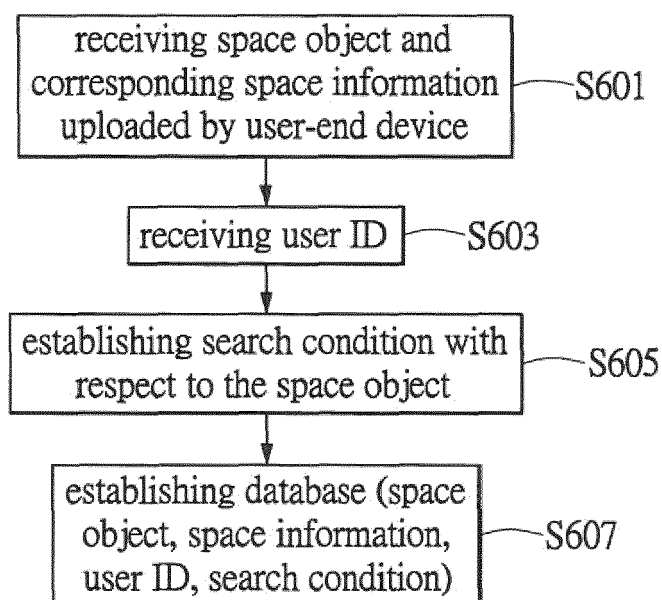 receiving space object and
corresponding space information
uploaded by user-end device
S601
receiving user ID
S603
establishing search condition with
respect to the space object
S605
establishing database (space
object, space information,
user ID, search condition)
S607